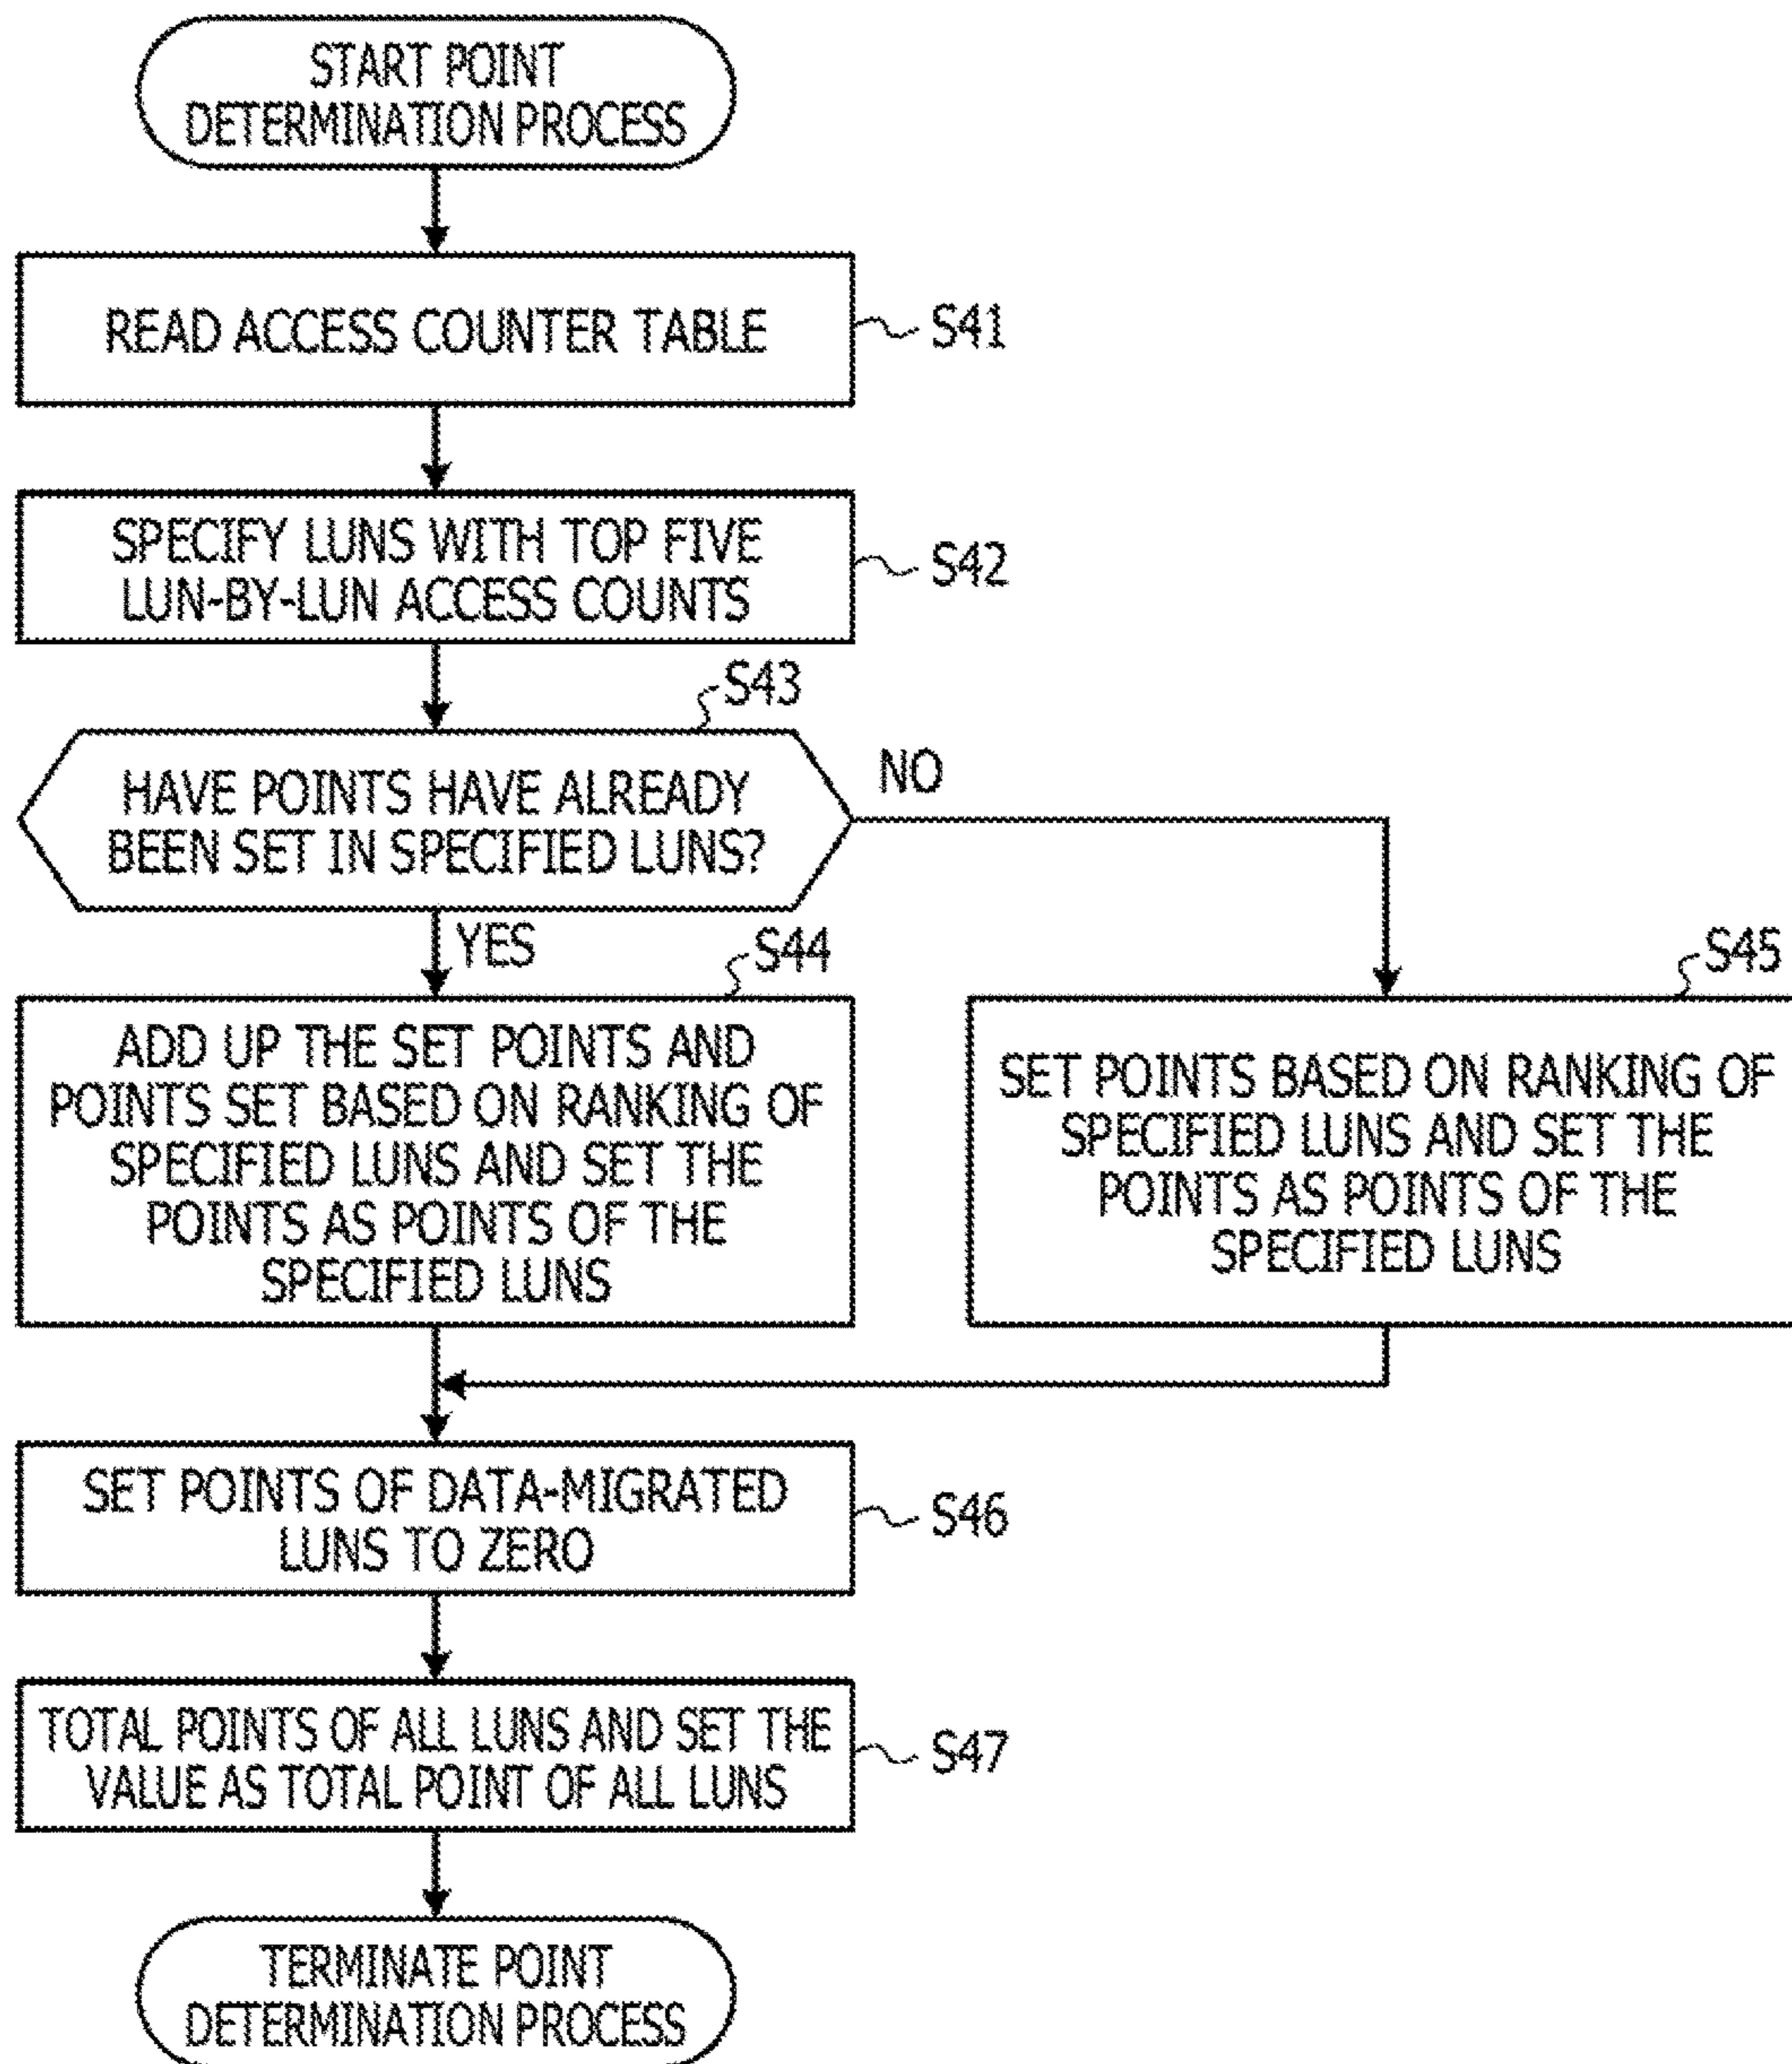 START POINT
DETERMINATION PROCESS
READ ACCESS COUNTER TABLE
S41
SPECIFY LUNS WITH TOP FIVE
LUN-BY-LUN ACCESS COUNTS
S42
S43
HAVE POINTS HAVE ALREADY
BEEN SET IN SPECIFIED LUNS?
NO
YES
S44
ADD UP THE SET POINTS AND
POINTS SET BASED ON RANKING OF
SPECIFIED LUNS AND SET THE
POINTS AS POINTS OF THE
SPECIFIED LUNS
S45
SET POINTS BASED ON RANKING OF
SPECIFIED LUNS AND SET THE
POINTS AS POINTS OF THE
SPECIFIED LUNS
SET POINTS OF DATA-MIGRATED
LUNS TO ZERO
S46
TOTAL POINTS OF ALL LUNS AND SET THE
VALUE AS TOTAL POINT OF ALL LUNS
S47
TERMINATE POINT
DETERMINATION PROCESS